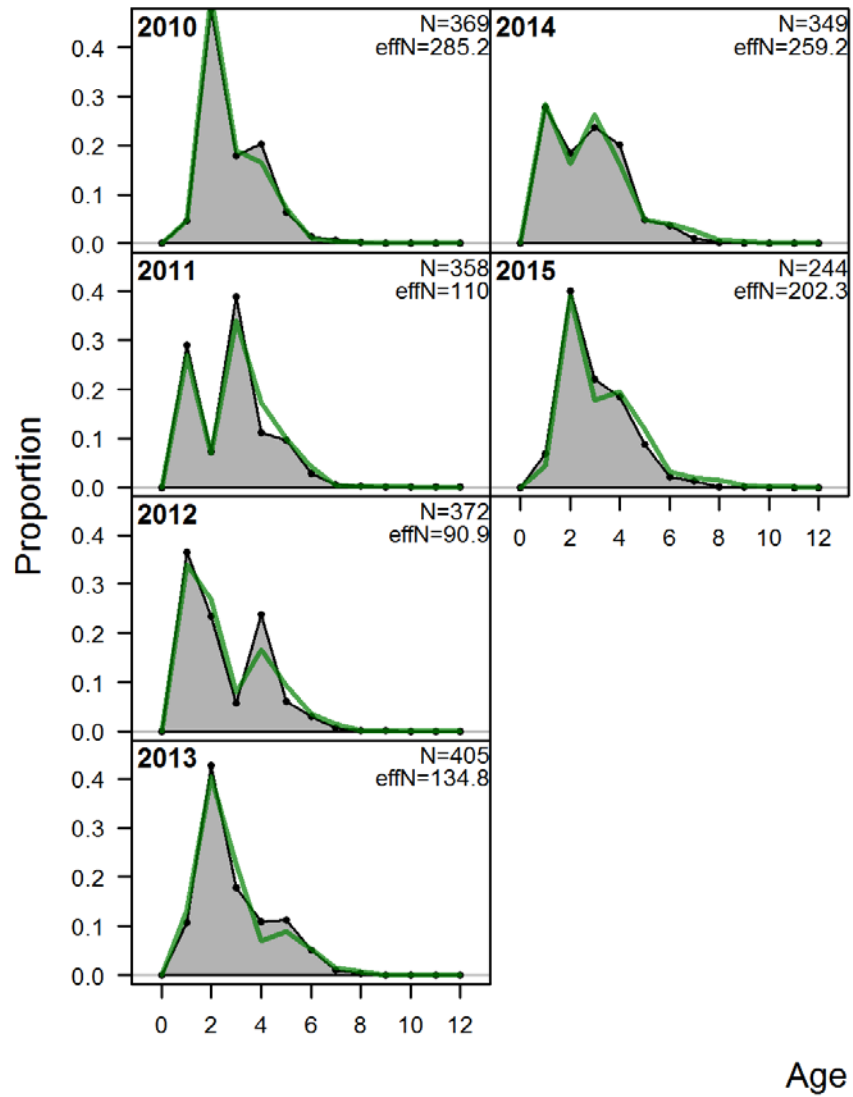 Proportion
2010
N=369
effN=285.2
0.4
0.3
0.2
0.1
0.0
2011
N=358
effN=110
0.4
0.3
0.2
0.1
0.0
2012
N=372
effN=90.9
0.4
0.3
0.2
0.1
0.0
2013
N=405
effN=134.8
0.4
0.3
0.2
0.1
0.0
0 2 4 6 8 10 12
2014
N=349
effN=259.2
2015
N=244
effN=202.3
0 2 4 6 8 10 12
Age